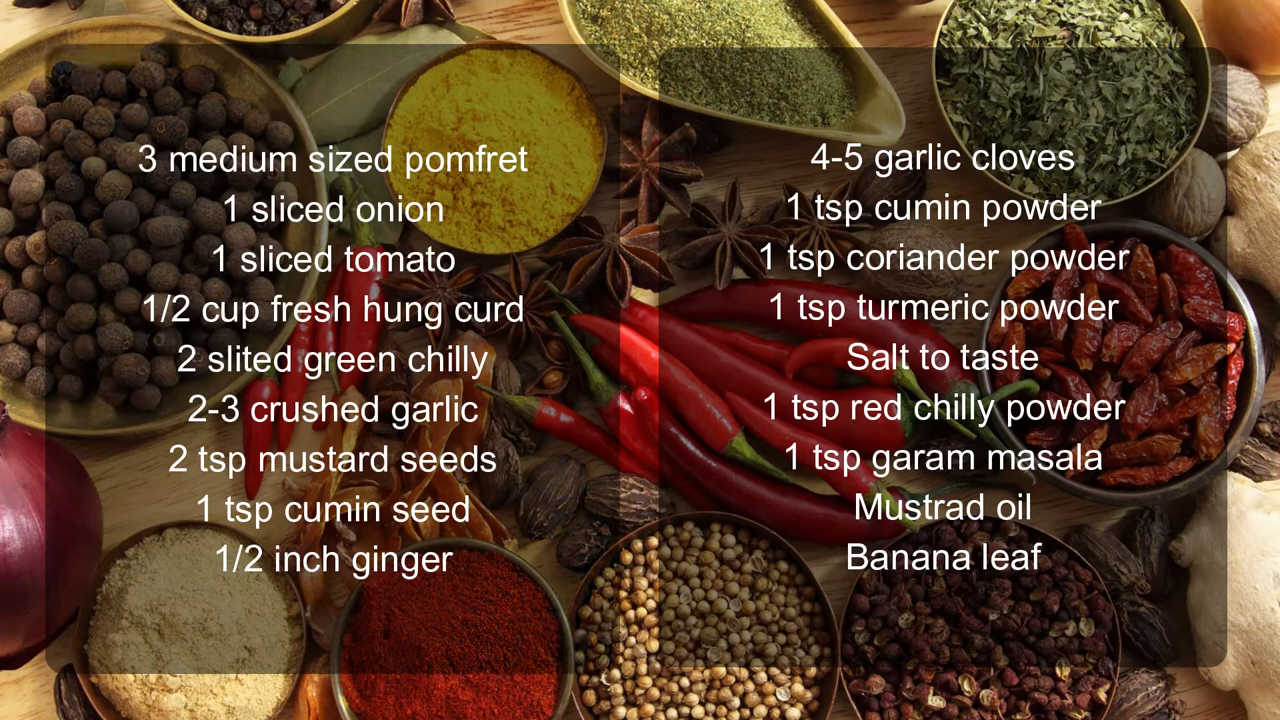 3 medium sized pomfret
1 sliced onion
1 sliced tomato
1/2 cup fresh hung curd
2 slited green chilly
2-3 crushed garlic
2 tsp mustard seeds
1 tsp cumin seed
1/2 inch ginger
4-5 garlic cloves
1 tsp cumin powder
1 tsp coriander powder
1 tsp turmeric powder
Salt to taste
1 tsp red chilly powder
1 tsp garam masala
Mustrad oil
Banana leaf